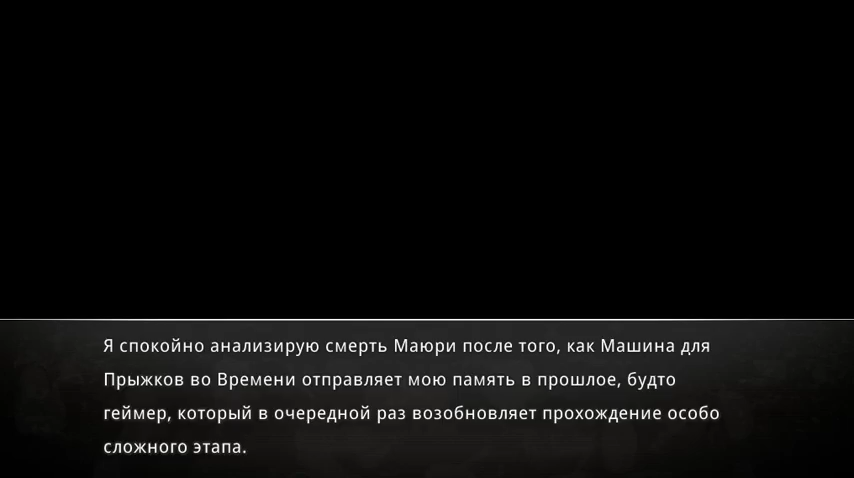 Я спокойно анализирую смерть Маюри после того, как Машина для
Прыжков во Времени отправляет мою память в прошлое, будто
геймер, который в очередной раз возобновляет прохождение особо
сложного этапа.